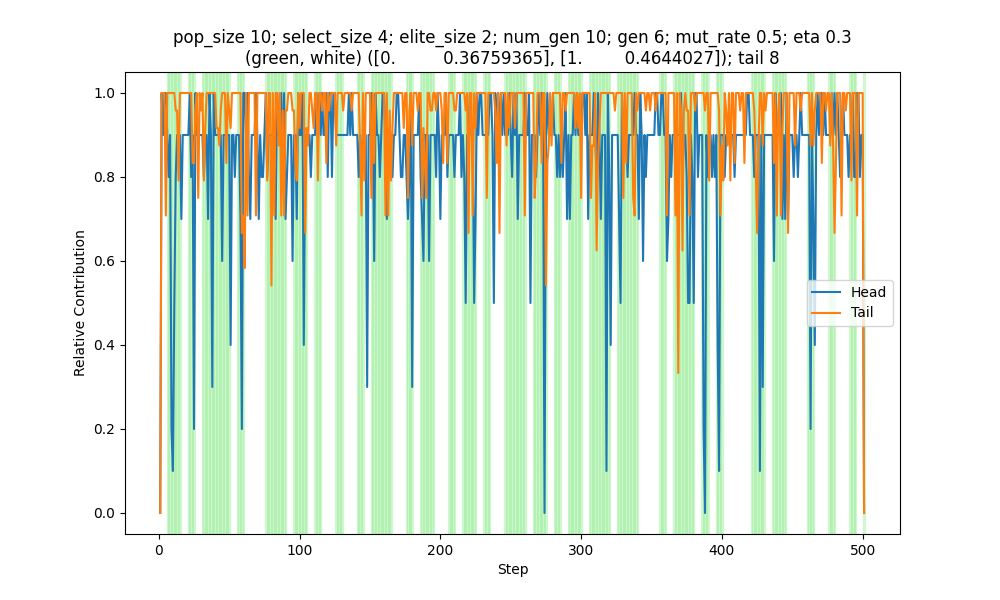 pop_size 10; select_size 4; elite_size 2; num_gen 10; gen 6; mut_rate 0.5; eta 0.3
(green, white) ([0. 0.36759365], [1. 0.4644027]); tail 8
Relative Contribution
1.0
0.8
0.6
0.4
0.2
0.0
Head
Tail
0 100 200 300 400 500
Step